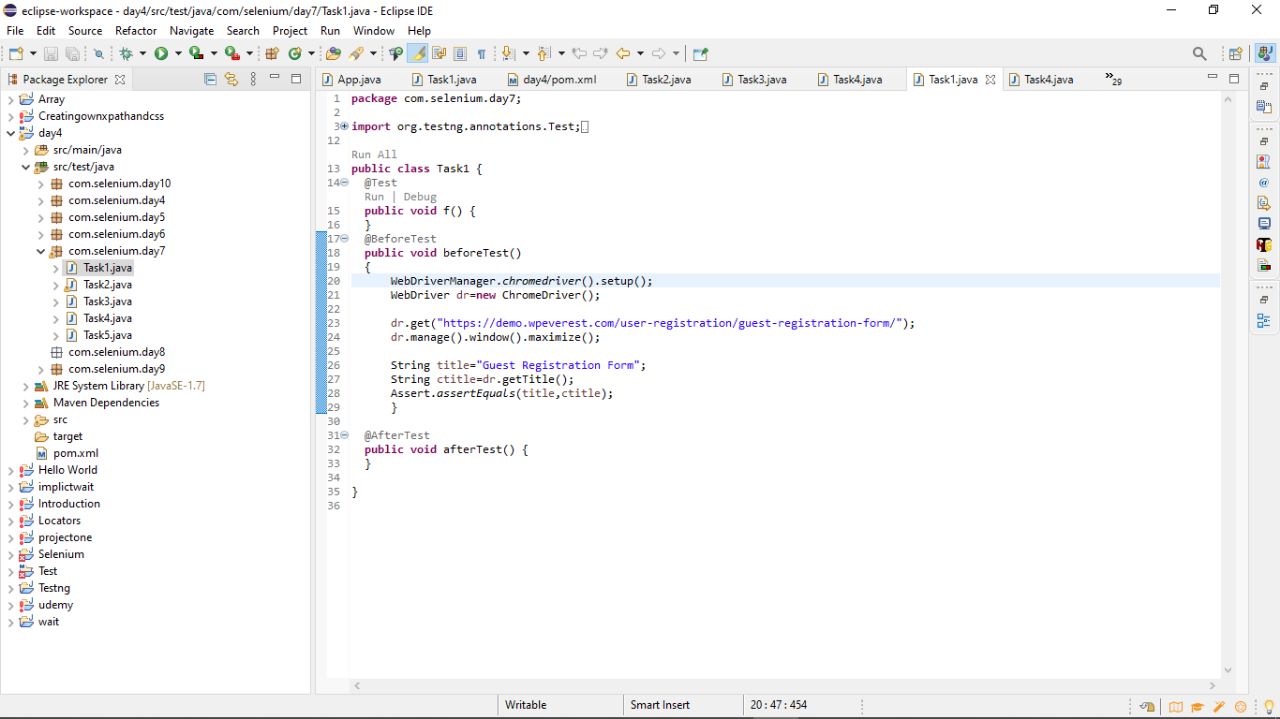 eclipse-workspace - day4/src/test/java/com/selenium/day7/Task1.java - Eclipse IDE
File Edit Source Refactor Navigate Search Project Run Window Help
Package Explorer
Array
Creatingownxpathandcss
day4
src/main/java
src/test/java
com.selenium.day10
com.selenium.day4
com.selenium.day5
com.selenium.day6
com.selenium.day7
Task1.java
Task2.java
Task3.java
Task4.java
Task5.java
com.selenium.day8
com.selenium.day9
JRE System Library [JavaSE-1.7]
Maven Dependencies
src
target
pom.xml
Hello World
implictwait
Introduction
Locators
projectone
Selenium
Test
Testng
udemy
wait
App.java Task1.java day4/pom.xml Task2.java Task3.java Task4.java Task1.java Task4.java »29
1 package com.selenium.day7;
2
3 import org.testng.annotations.Test;
12
Run All
13 public class Task1 {
14 @Test
Run | Debug
15 public void f() {
16 }
17 @BeforeTest
18 public void beforeTest()
19 {
20 WebDriverManager.chromedriver().setup();
21 WebDriver dr=new ChromeDriver();
22
23 dr.get("https://demo.wpeverest.com/user-registration/guest-registration-form/");
24 dr.manage().window().maximize();
25
26 String title="Guest Registration Form";
27 String ctitle=dr.getTitle();
28 Assert.assertEquals(title,ctitle);
29 }
30
31 @AfterTest
32 public void afterTest() {
33 }
34
35 }
36
Writable Smart Insert 20 : 47 : 454